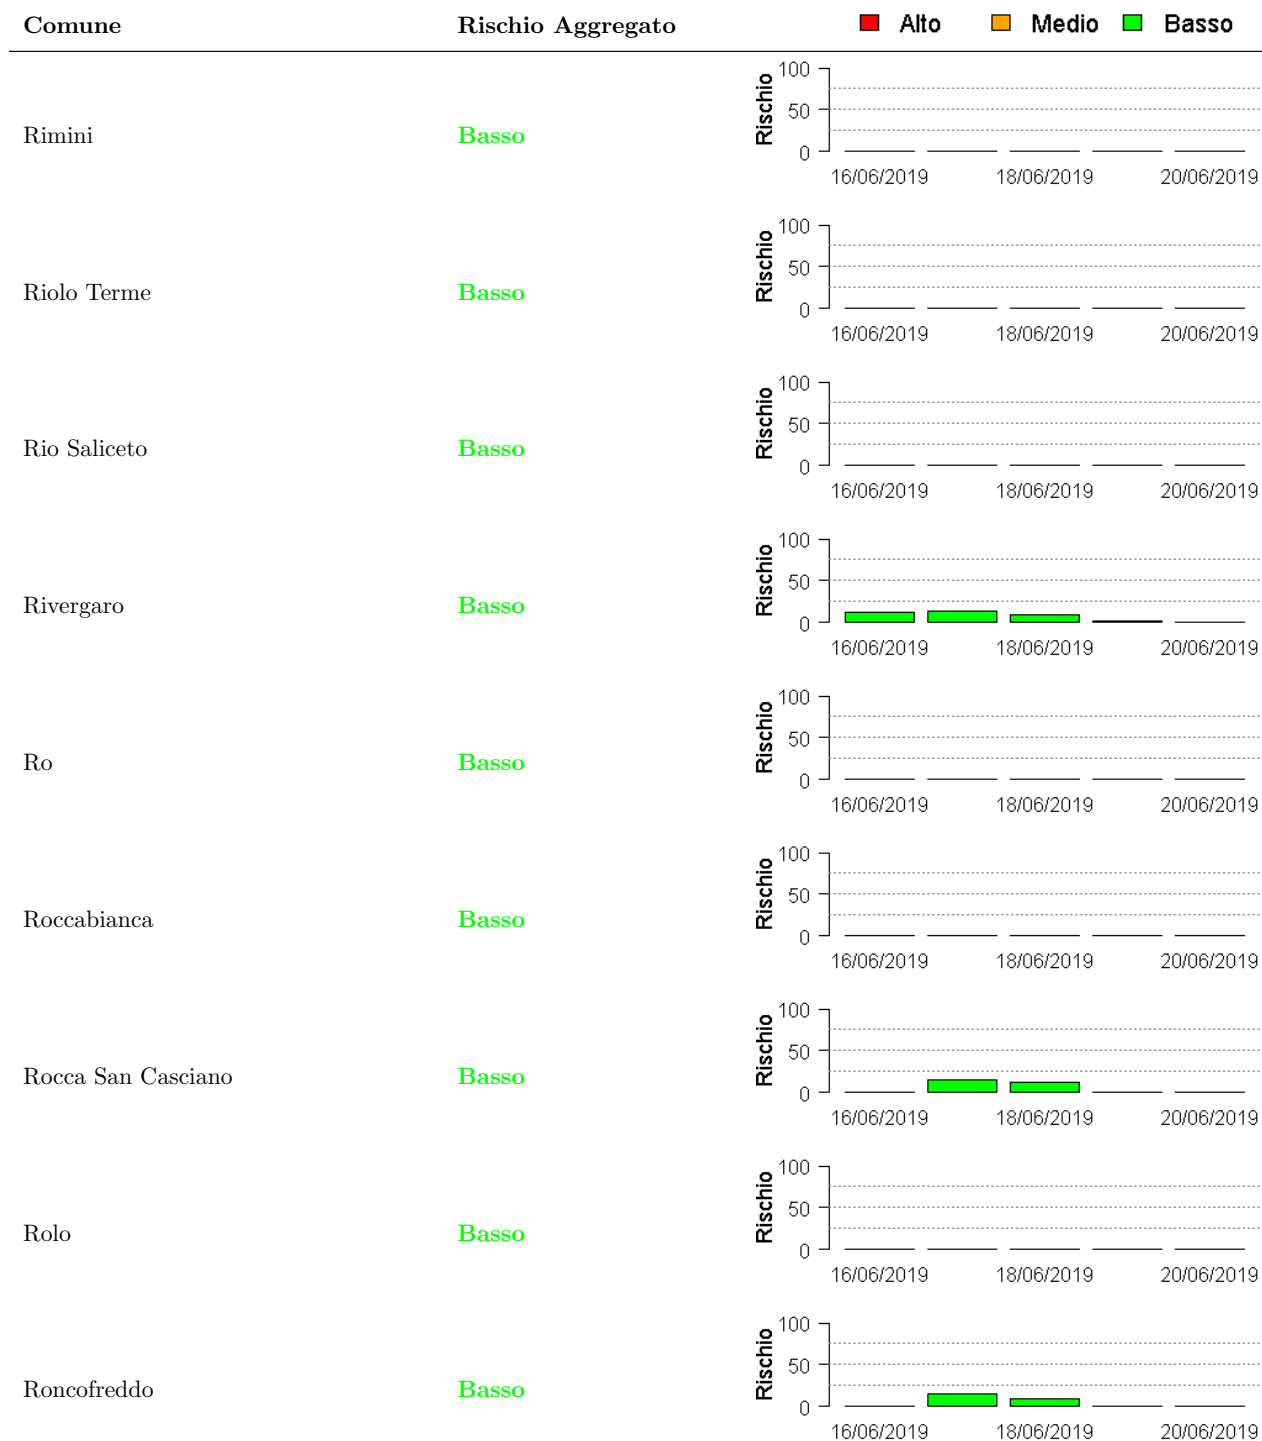 Comune Rischio Aggregato Alto Medio Basso
100
50
0
Rischio
Rimini Basso
16/06/2019 18/06/2019 20/06/2019
100
50
0
Rischio
Riolo Terme Basso
16/06/2019 18/06/2019 20/06/2019
100
50
0
Rischio
Rio Saliceto Basso
16/06/2019 18/06/2019 20/06/2019
100
50
0
Rischio
Rivergaro Basso
16/06/2019 18/06/2019 20/06/2019
100
50
0
Rischio
Ro Basso
16/06/2019 18/06/2019 20/06/2019
100
50
0
Rischio
Roccabianca Basso
16/06/2019 18/06/2019 20/06/2019
100
50
0
Rischio
Rocca San Casciano Basso
16/06/2019 18/06/2019 20/06/2019
100
50
0
Rischio
Rolo Basso
16/06/2019 18/06/2019 20/06/2019
100
50
0
Rischio
Roncofreddo Basso
16/06/2019 18/06/2019 20/06/2019